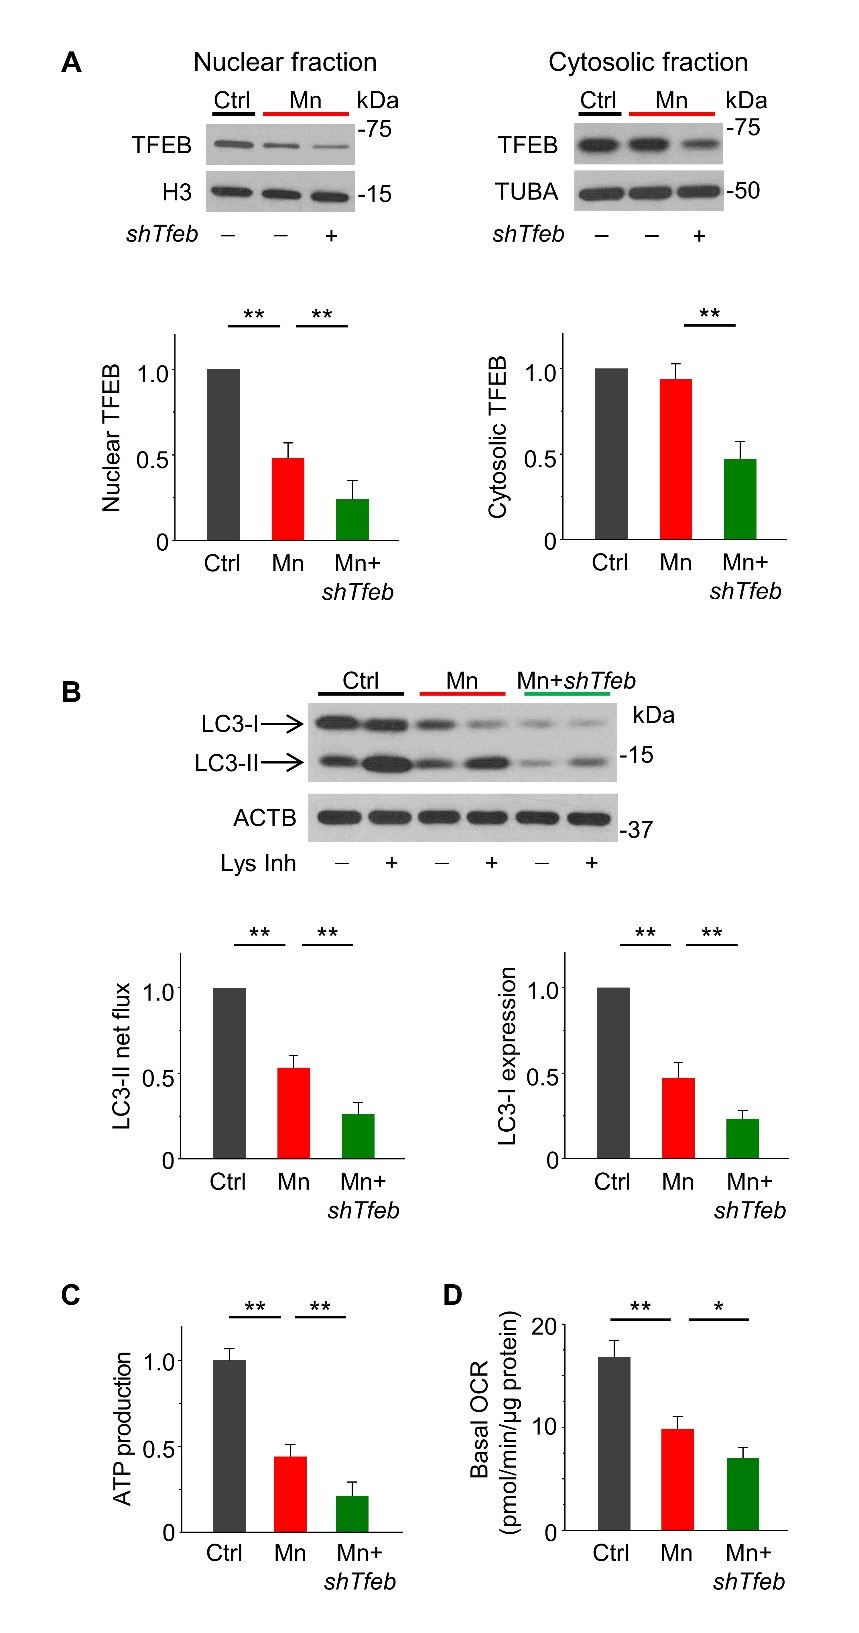 A
Nuclear fraction
Cytosolic fraction
Ctrl Mn kDa
Ctrl Mn kDa
TFEB -75
TFEB -75
H3 -15
TUBA -50
shTfeb – – +
shTfeb – – +
** **
**
Nuclear TFEB
1.0
0.5
0
Ctrl Mn Mn+
shTfeb
Cytosolic TFEB
1.0
0.5
0
Ctrl Mn Mn+
shTfeb
B
Ctrl Mn Mn+shTfeb
LC3-I kDa
LC3-II -15
ACTB -37
Lys Inh – + – + – +
** **
** **
LC3-II net flux
1.0
0.5
0
Ctrl Mn Mn+
shTfeb
LC3-I expression
1.0
0.5
0
Ctrl Mn Mn+
shTfeb
C
** **
ATP production
1.0
0.5
0
Ctrl Mn Mn+
shTfeb
D
** *
Basal OCR
(pmol/min/µg protein)
20
10
0
Ctrl Mn Mn+
shTfeb